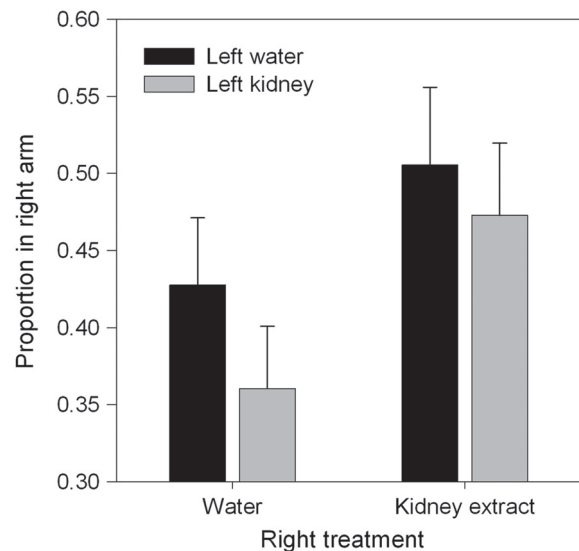 0.60
0.55
0.50
0.45
0.40
0.35
0.30
Proportion in right arm
Left water
Left kidney
Water
Kidney extract
Right treatment